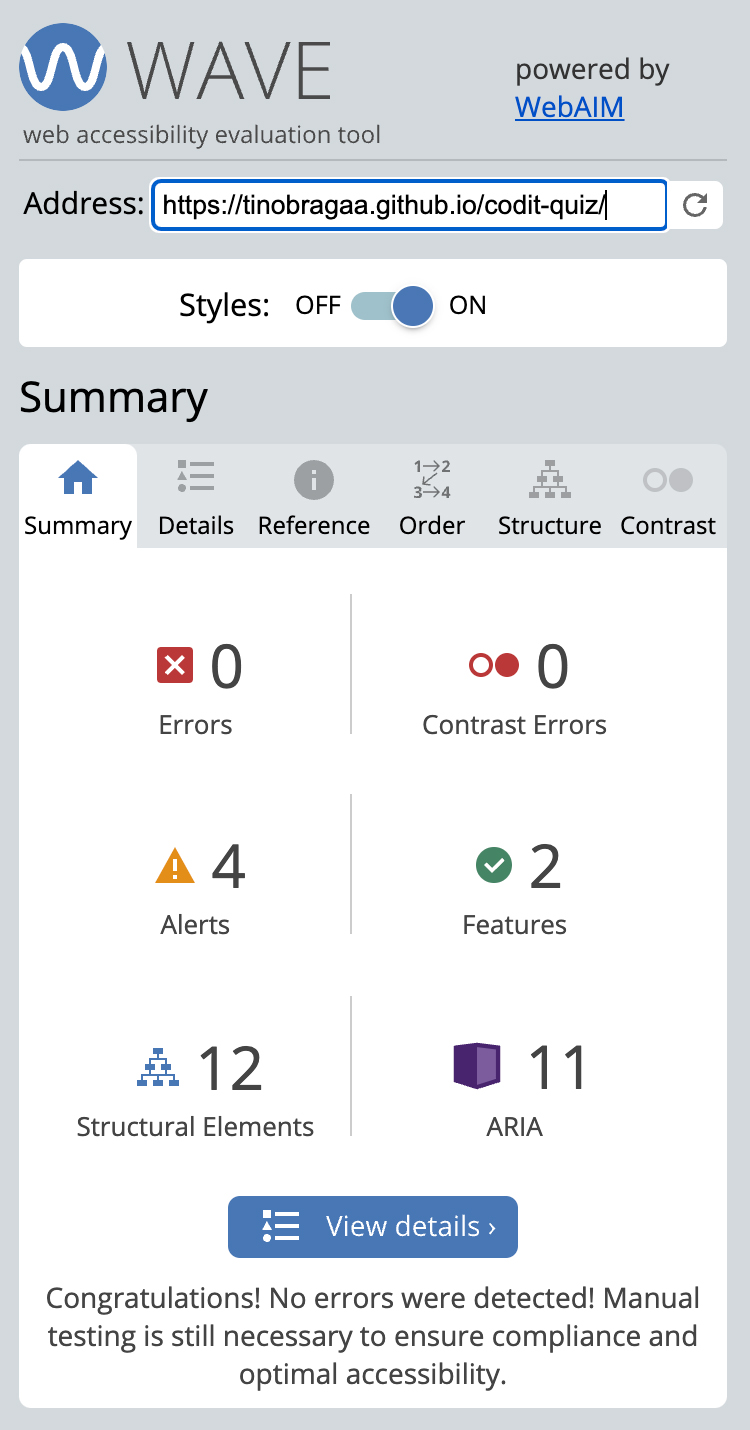 WAVE
powered by
WebAIM
web accessibility evaluation tool
Address: https://tinobragaa.github.io/codit-quiz/
Styles: OFF ON
Summary
1 2
3 4
Summary Details Reference Order Structure Contrast
0 0
Errors Contrast Errors
4 2
Alerts Features
12 11
Structural Elements ARIA
View details ›
Congratulations! No errors were detected! Manual
testing is still necessary to ensure compliance and
optimal accessibility.